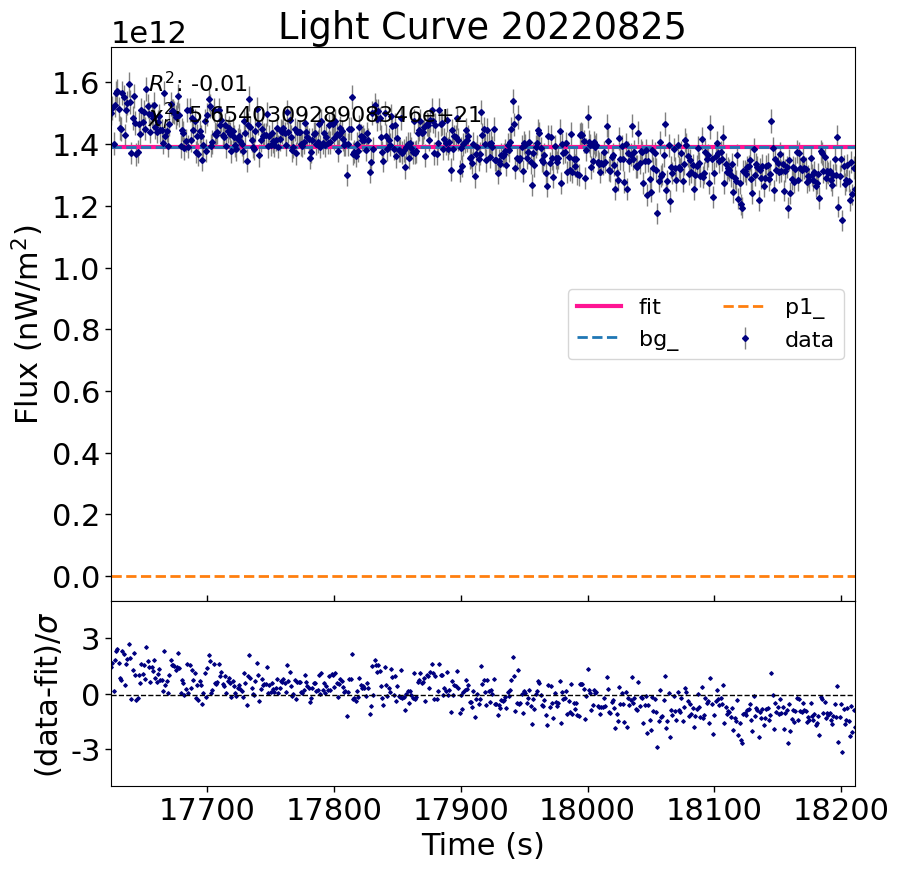 Light Curve 20220825
1e12
R²: -0.01
1.6
1.4
1.2
1.0
0.8
0.6
0.4
0.2
0.0
Flux (nW/m²)
fit
bg_
p1_
data
3
0
-3
(data-fit)/σ
17700 17800 17900 18000 18100 18200
Time (s)